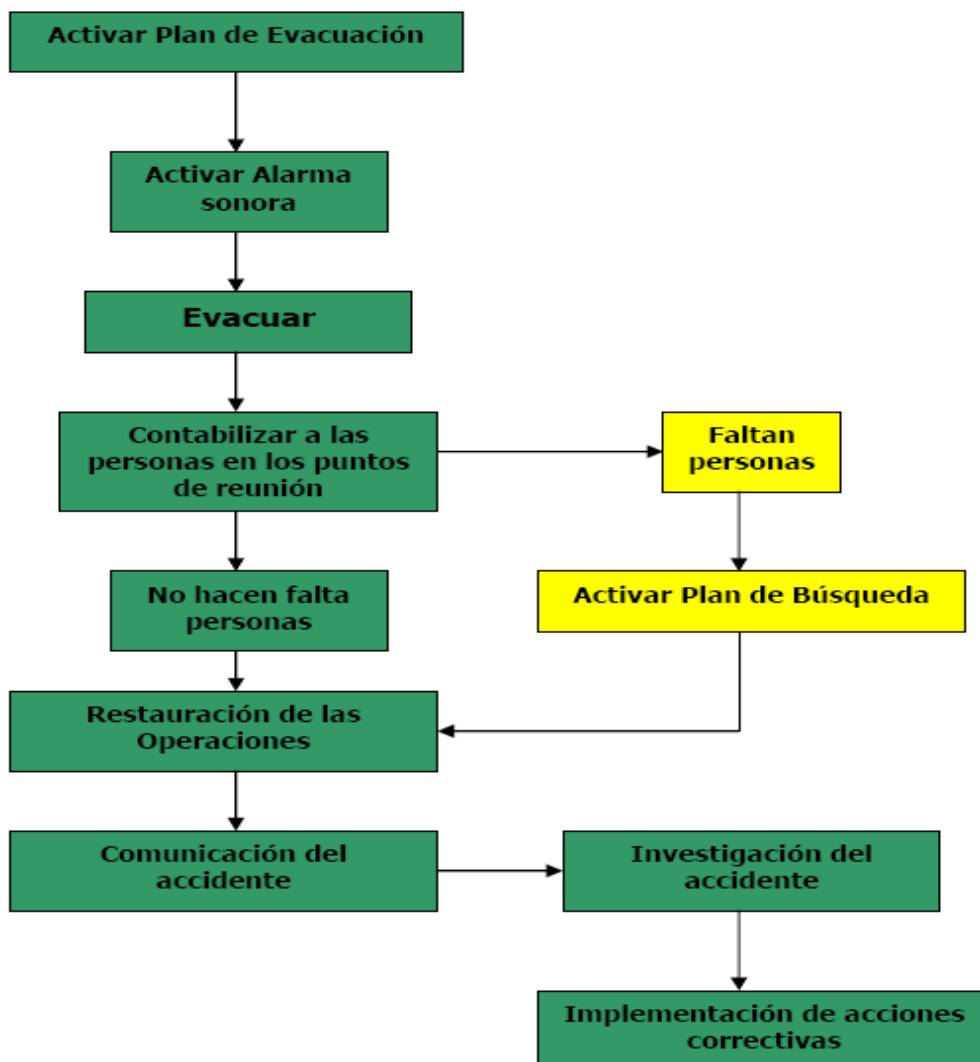 Activar Plan de Evacuación
Activar Alarma
sonora
Evacuar
Contabilizar a las
personas en los puntos
de reunión
Faltan
personas
No hacen falta
personas
Activar Plan de Búsqueda
Restauración de las
Operaciones
Comunicación del
accidente
Investigación del
accidente
Implementación de acciones
correctivas